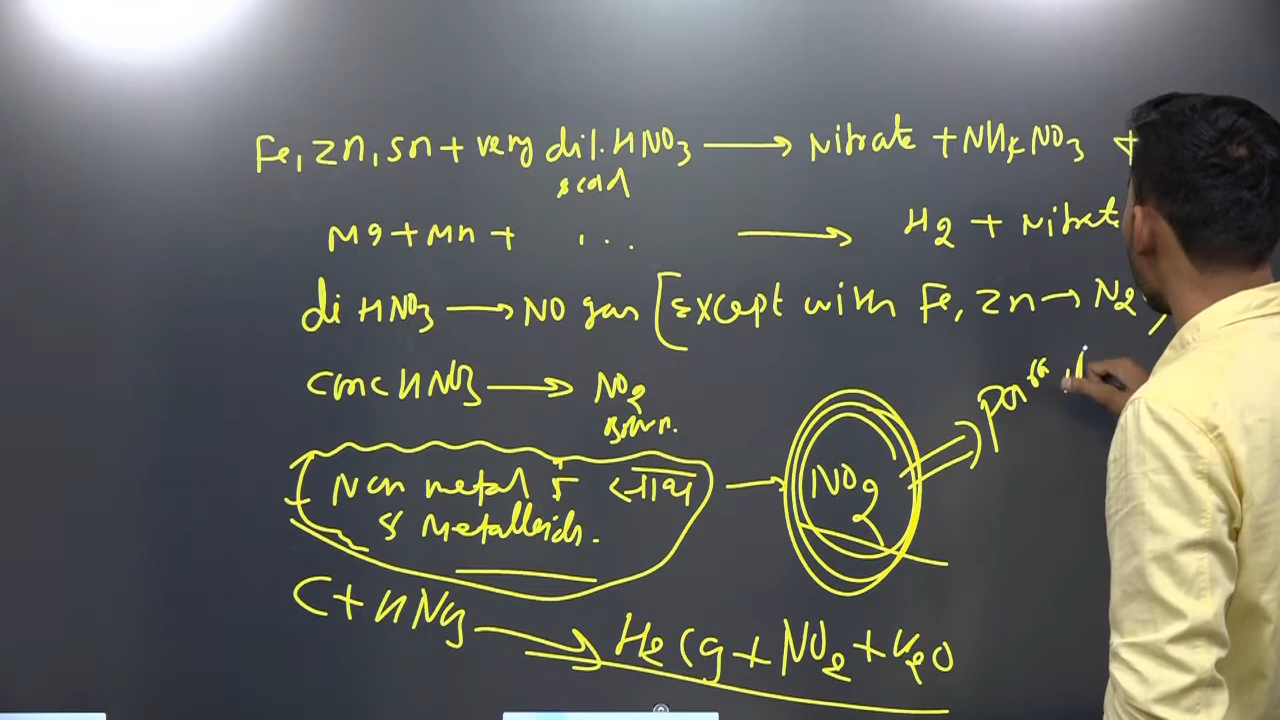 Fe, Zn, Sn + very dil. HNO3 → Nitrate + NH4NO3 +
Mg + Mn + ... → H2 + Nitrate
dil HNO3 → NO gas [Except with Fe, Zn → N2
conc HNO3 → NO2
Brown.
Non metal के साथ → NO2
& Metalloids.
C + HNO3 → H2CO3 + NO2 + H2O